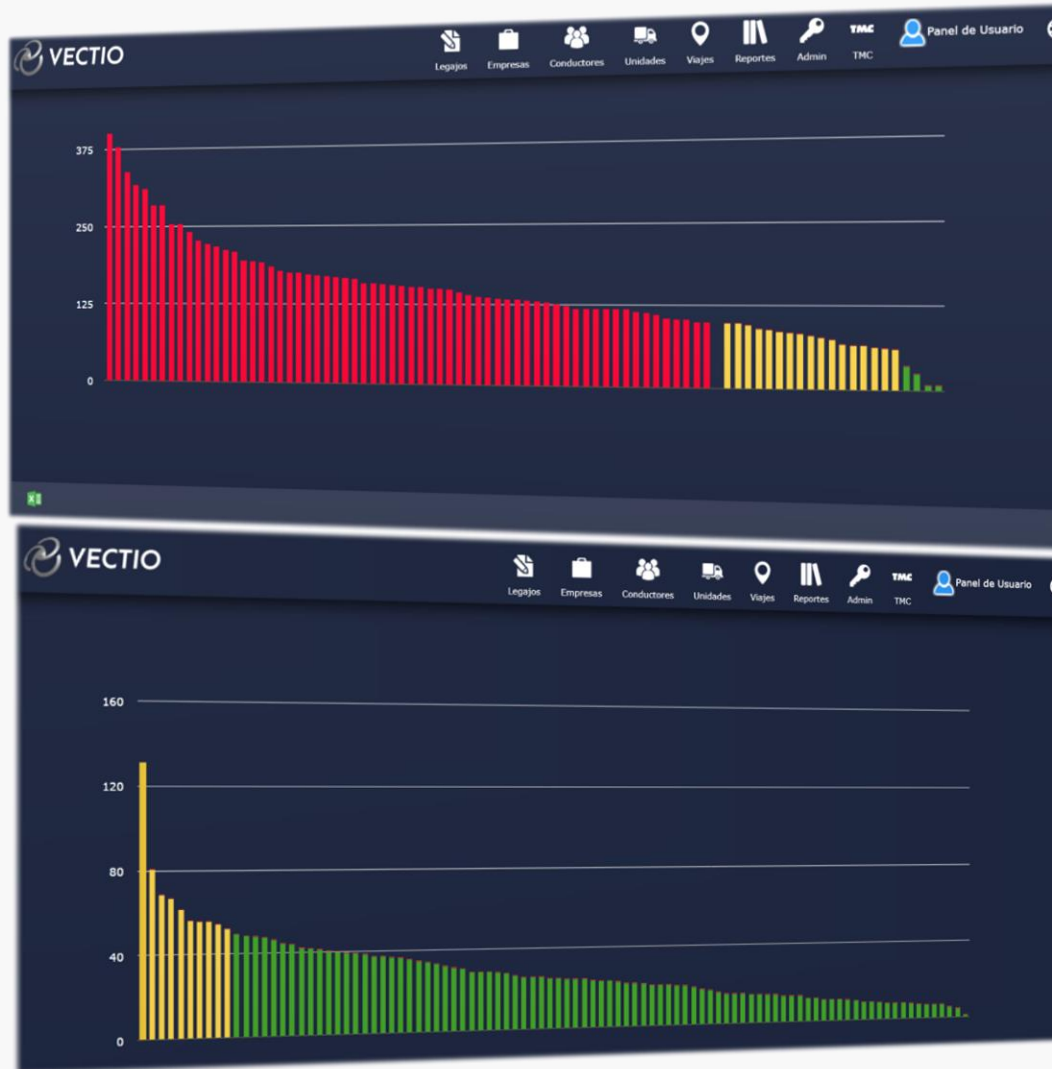 VECTIO
Legajos Empresas Conductores Unidades Viajes Reportes Admin TMC TMC Panel de Usuario
375
250
125
0
VECTIO
Legajos Empresas Conductores Unidades Viajes Reportes Admin TMC TMC Panel de Usuario
160
120
80
40
0